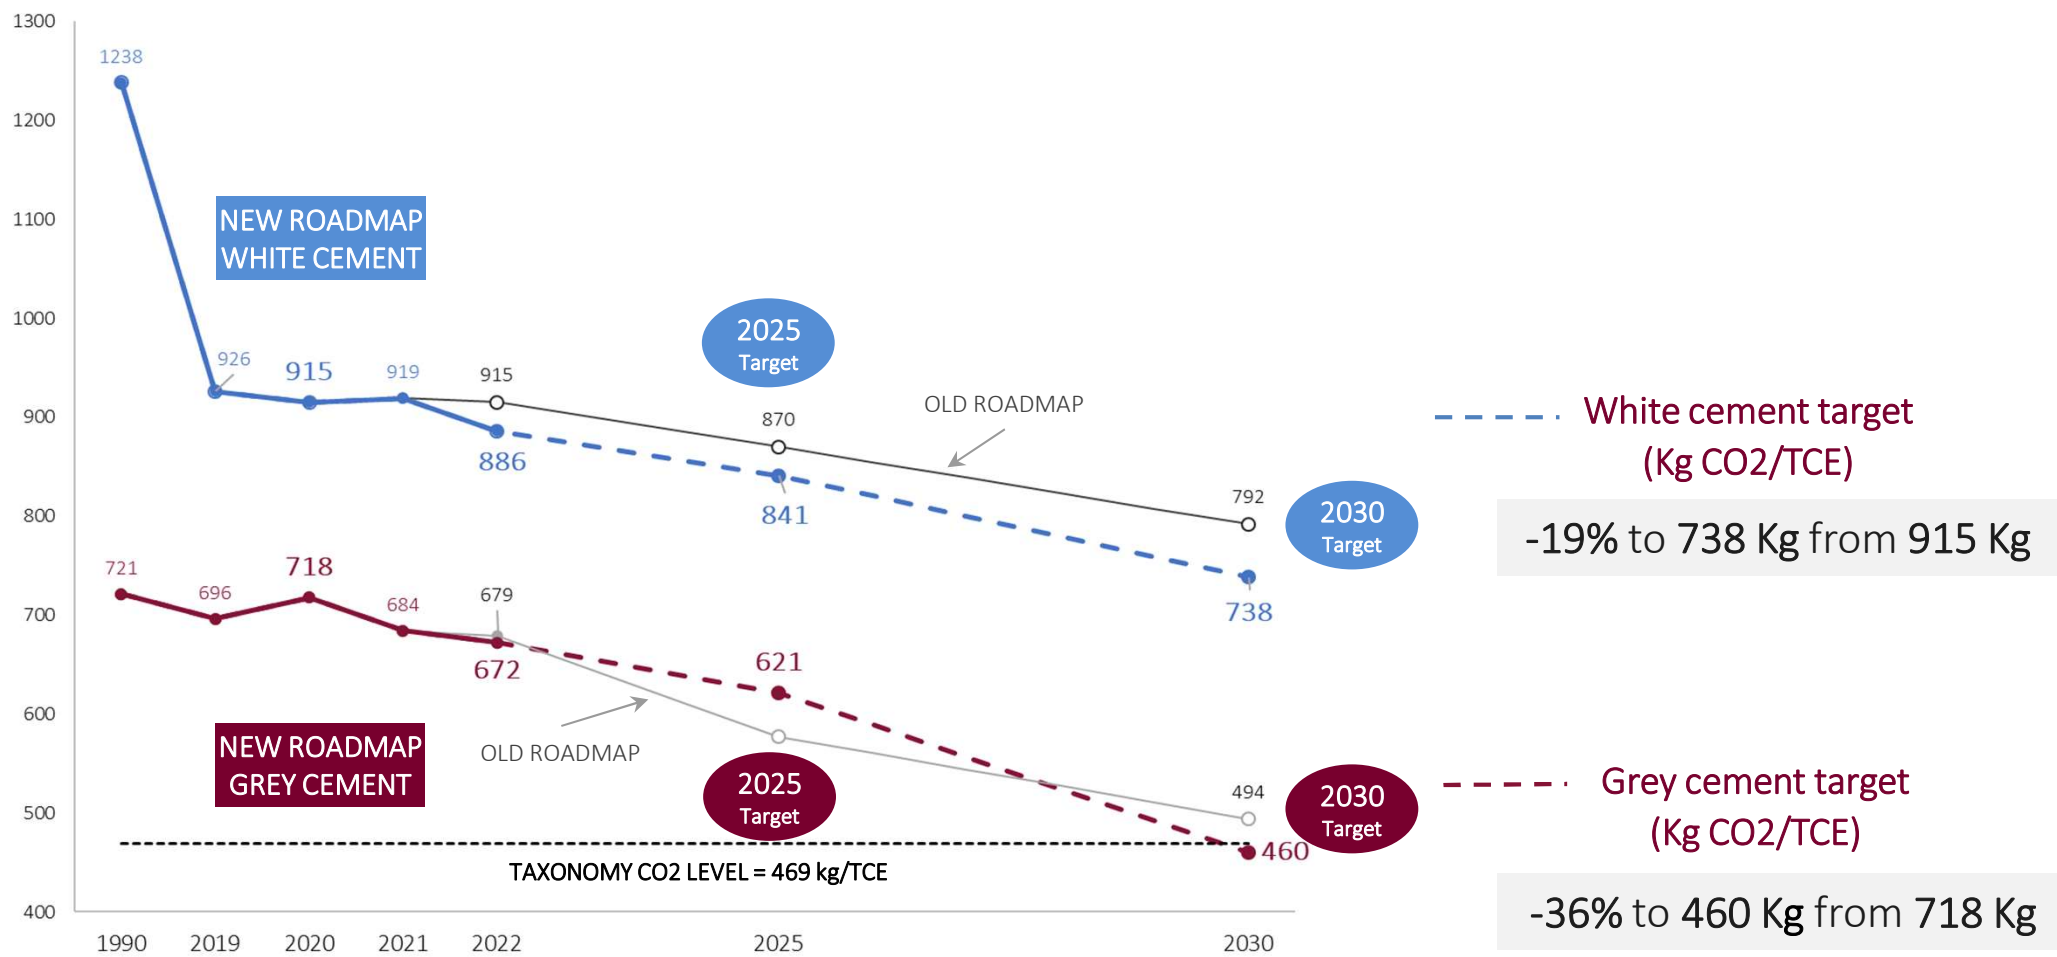 1300
1200
1100
1000
900
800
700
600
500
400
1238
926
915
919
915
886
870
841
792
738
NEW ROADMAP
WHITE CEMENT
2025
Target
OLD ROADMAP
2030
Target
721
696
718
684
679
672
621
494
460
NEW ROADMAP
GREY CEMENT
OLD ROADMAP
2025
Target
2030
Target
TAXONOMY CO2 LEVEL = 469 kg/TCE
1990
2019
2020
2021
2022
2025
2030
White cement target
(Kg CO2/TCE)
-19% to 738 Kg from 915 Kg
Grey cement target
(Kg CO2/TCE)
-36% to 460 Kg from 718 Kg